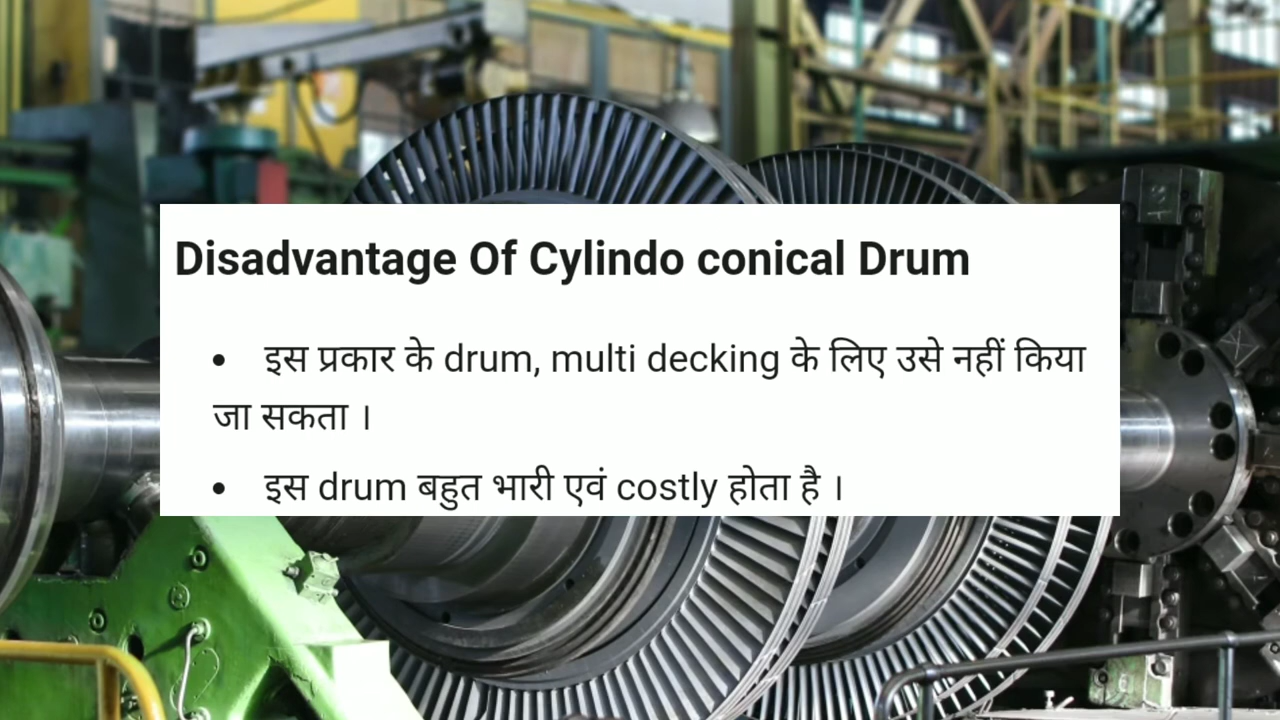 Disadvantage Of Cylindo conical Drum
• इस प्रकार के drum, multi decking के लिए उसे नहीं किया
जा सकता ।
• इस drum बहुत भारी एवं costly होता है ।